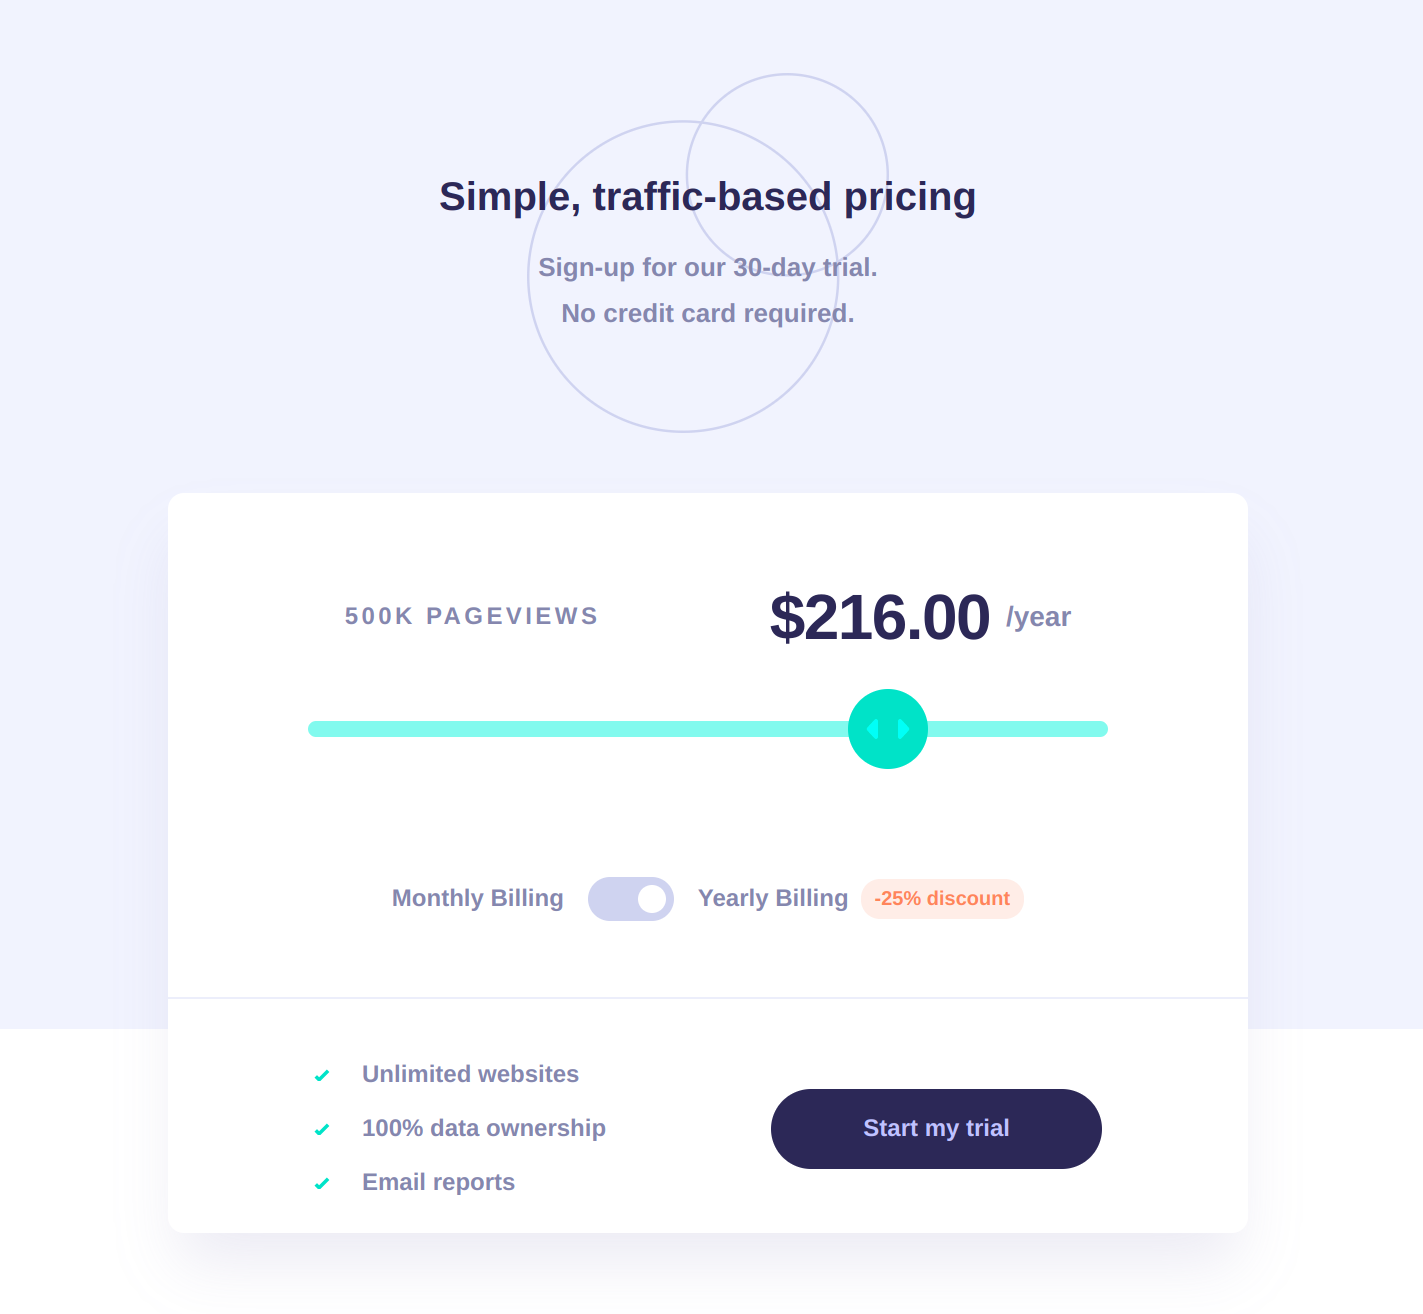 Simple, traffic-based pricing
Sign-up for our 30-day trial.
No credit card required.
500K PAGEVIEWS
$216.00 /year
Monthly Billing
Yearly Billing
-25% discount
Unlimited websites
100% data ownership
Email reports
Start my trial